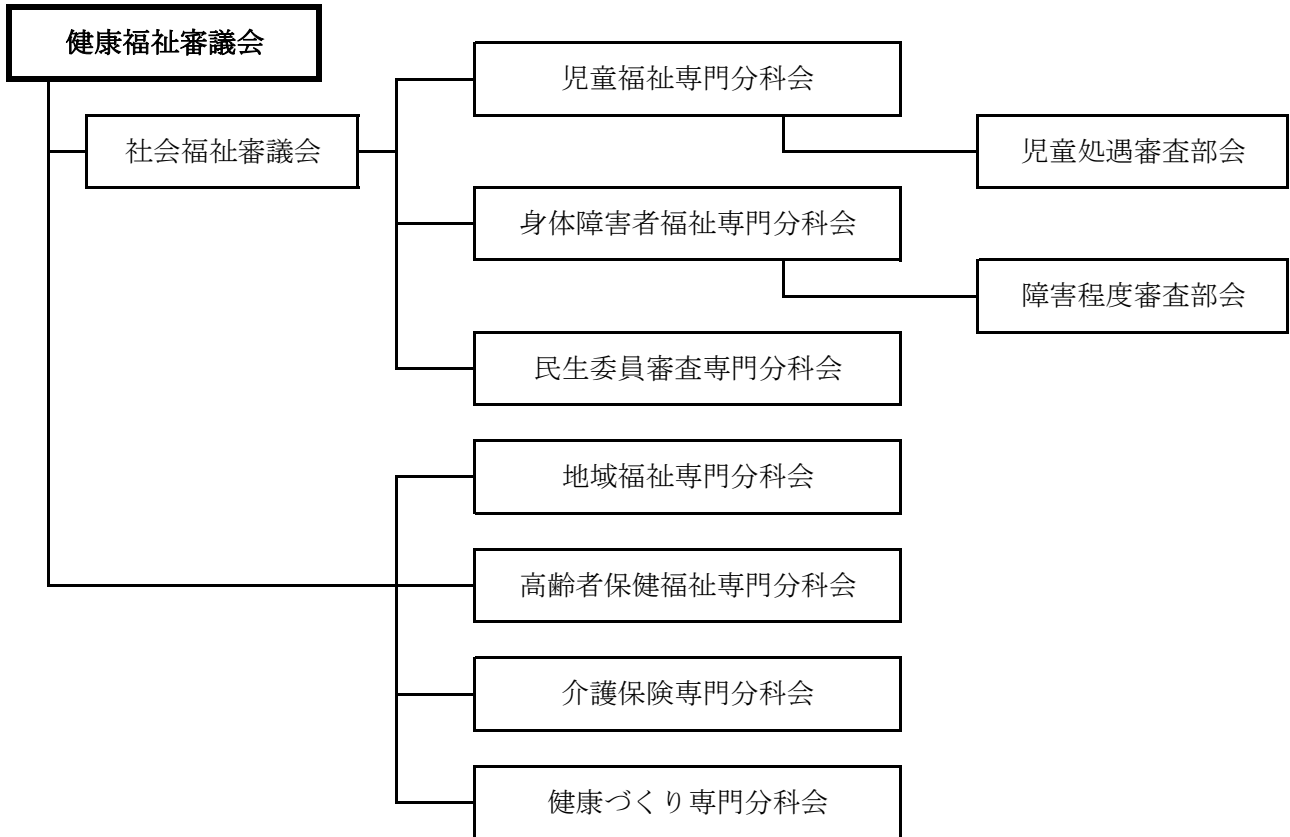 健康福祉審議会
児童福祉専門分科会
社会福祉審議会
児童処遇審査部会
身体障害者福祉専門分科会
障害程度審査部会
民生委員審査専門分科会
地域福祉専門分科会
高齢者保健福祉専門分科会
介護保険専門分科会
健康づくり専門分科会